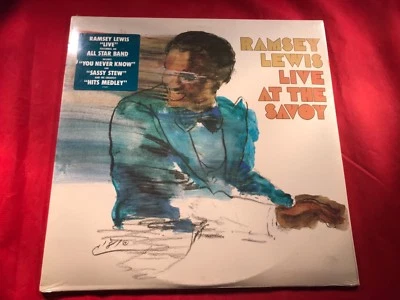 RAMSEY LEWIS
"LIVE"
ALL STAR BAND
"YOU NEVER KNOW"
"SASSY STEW"
"HITS MEDLEY"
RAMSEY
LEWIS
LIVE
AT THE
SAVOY